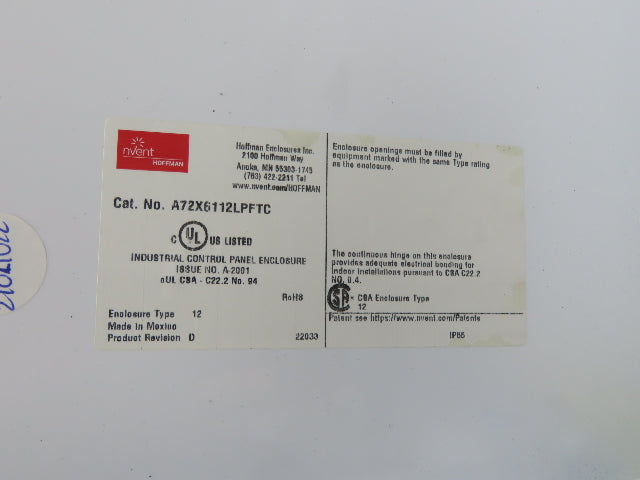 nvent
HOFFMAN
Hoffman Enclosures Inc.
2100 Hoffman Way
Anoka, MN 55303-1745
(763) 422-2211 Tel
www.nvent.com/HOFFMAN
Cat. No. A72X6112LPFTC
C UL US LISTED
INDUSTRIAL CONTROL PANEL ENCLOSURE
ISSUE NO. A-2001
cUL CSA - C22.2 No. 94
RoHS
Enclosure Type 12
Made in Mexico
Product Revision D
22033
Enclosure openings must be filled by
equipment marked with the same Type rating
as the enclosure.
The continuous hinge on this enclosure
provides adequate electrical bonding for
indoor installations pursuant to CSA C22.2
NO. 0.4.
SA CSA Enclosure Type
12
Patent see https://www.nvent.com/Patents